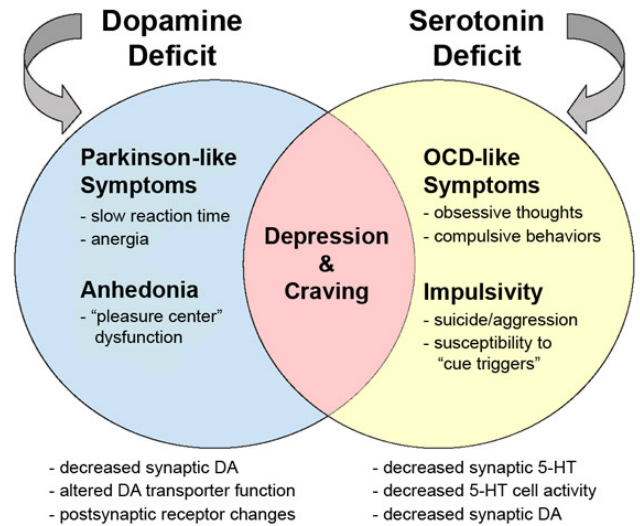 Dopamine
Deficit
Serotonin
Deficit
Parkinson-like
Symptoms
- slow reaction time
- anergia
Anhedonia
- “pleasure center”
dysfunction
Depression
&
Craving
OCD-like
Symptoms
- obsessive thoughts
- compulsive behaviors
Impulsivity
- suicide/aggression
- susceptibility to
“cue triggers”
- decreased synaptic DA
- altered DA transporter function
- postsynaptic receptor changes
- decreased synaptic 5-HT
- decreased 5-HT cell activity
- decreased synaptic DA